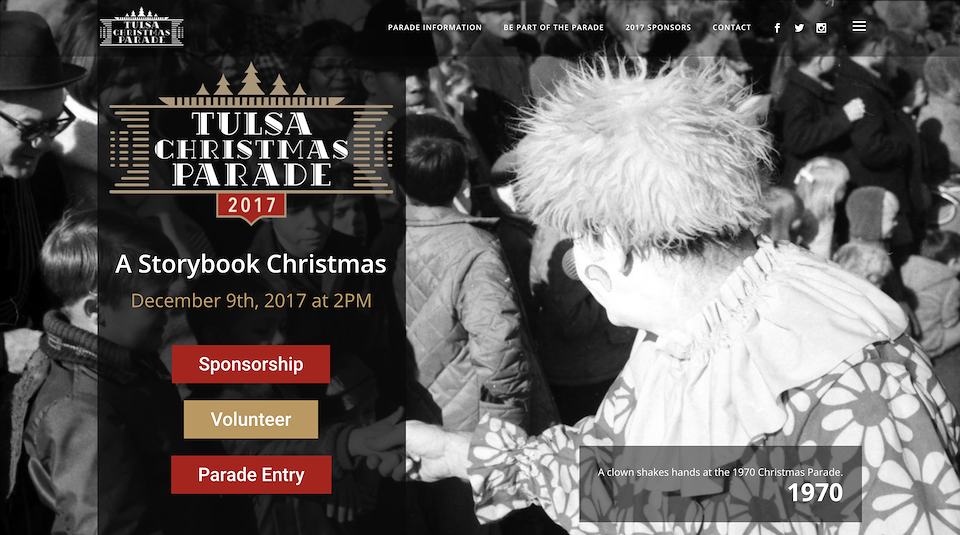 TULSA
CHRISTMAS
PARADE
PARADE INFORMATION
BE PART OF THE PARADE
2017 SPONSORS
CONTACT
TULSA
CHRISTMAS
PARADE
2017
A Storybook Christmas
December 9th, 2017 at 2PM
Sponsorship
Volunteer
Parade Entry
A clown shakes hands at the 1970 Christmas Parade.
1970